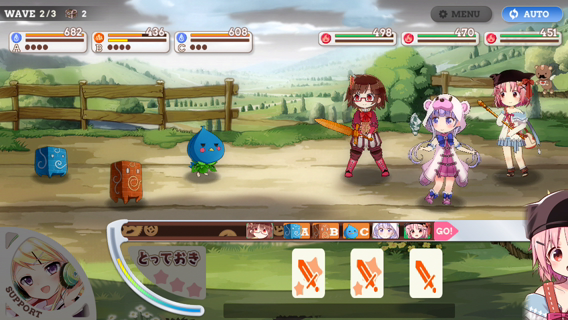 WAVE 2/3 2
MENU
AUTO
682
A
436
B
608
C
498
470
451
A B C GO!
とっておき
SUPPORT